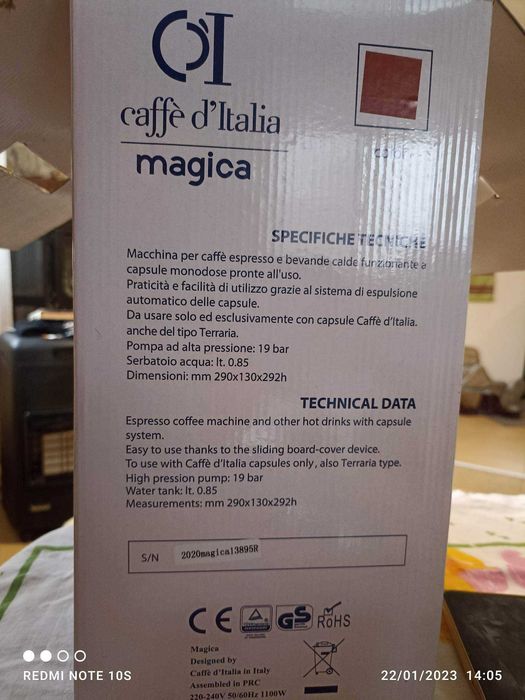 caffè d'Italia
magica
color
SPECIFICHE TECNICHE
Macchina per caffè espresso e bevande calde funzionante a
capsule monodose pronte all'uso.
Praticità e facilità di utilizzo grazie al sistema di espulsione
automatico delle capsule.
Da usare solo ed esclusivamente con capsule Caffè d'Italia.
anche del tipo Terraria.
Pompa ad alta pressione: 19 bar
Serbatoio acqua: lt. 0.85
Dimensioni: mm 290x130x292h
TECHNICAL DATA
Espresso coffee machine and other hot drinks with capsule
system.
Easy to use thanks to the sliding board-cover device.
To use with Caffè d'Italia capsules only, also Terraria type.
High pression pump: 19 bar
Water tank: lt. 0.85
Measurements: mm 290x130x292h
S/N 2020magica13895R
CE GS RoHS
Magica
Designed by
Caffè d'Italia in Italy
Assembled in PRC
220-240V 50/60Hz 1100W
REDMI NOTE 10S
22/01/2023 14:05